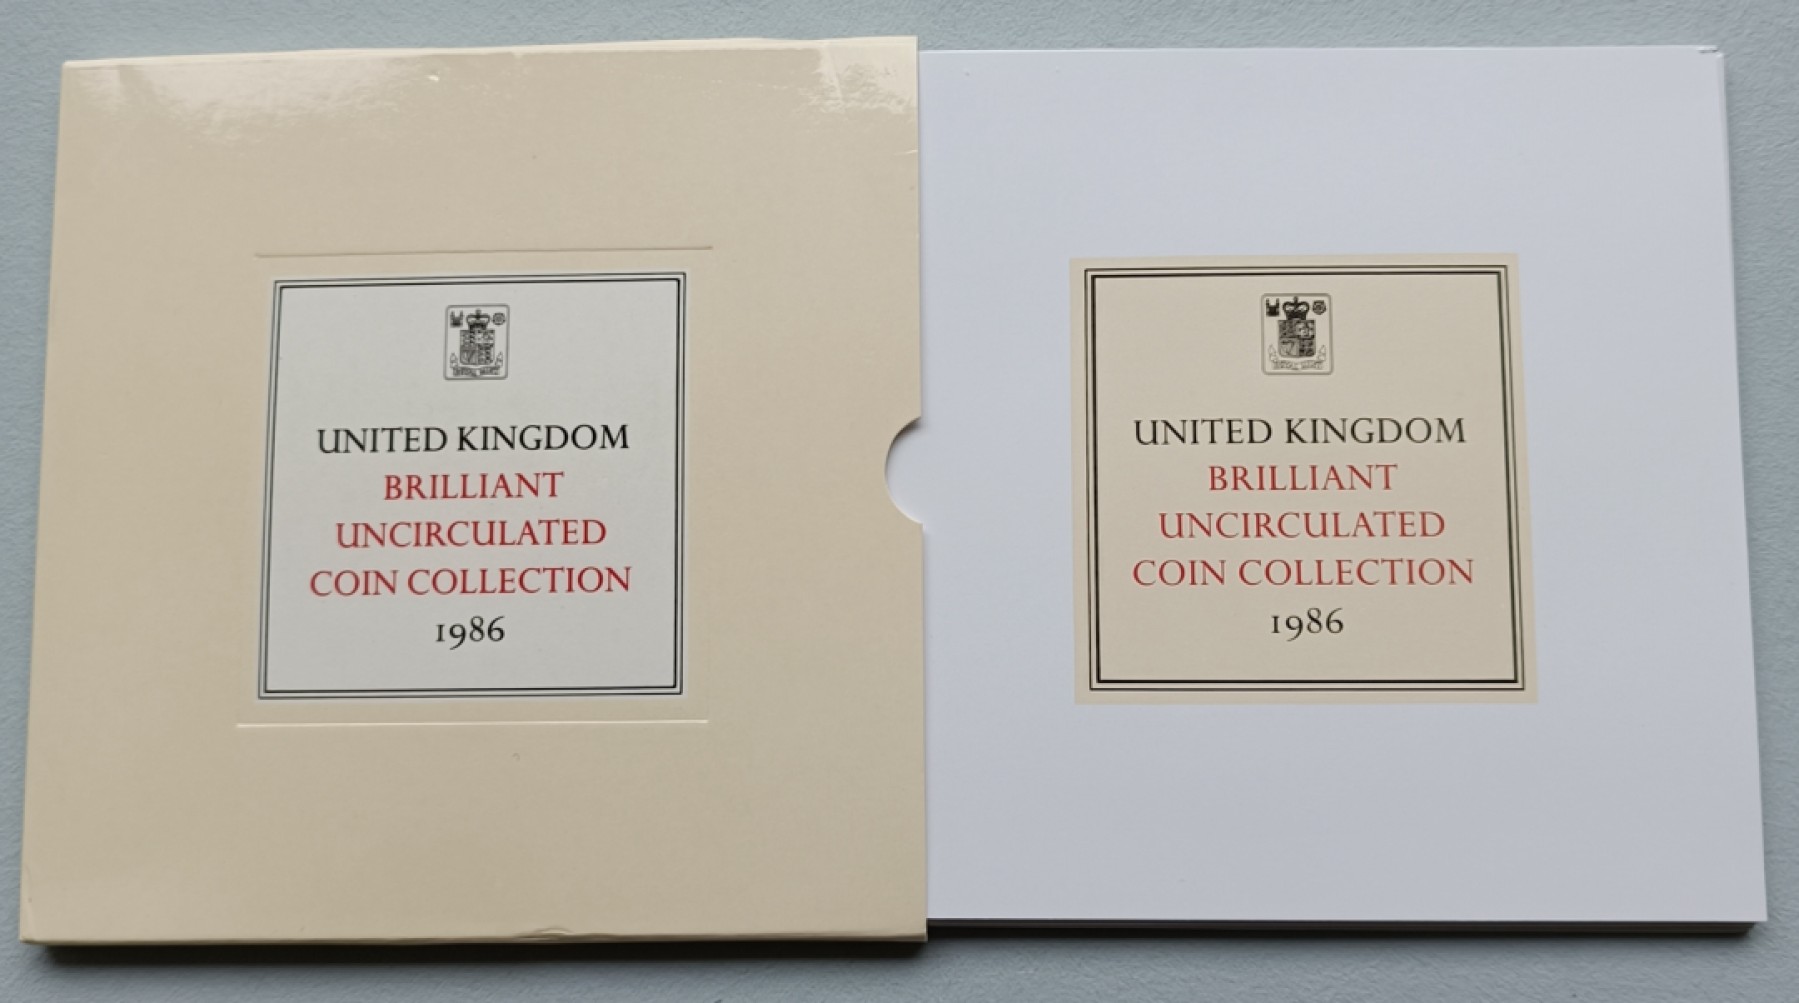 UNITED KINGDOM
BRILLIANT
UNCIRCULATED
COIN COLLECTION
1986
UNITED KINGDOM
BRILLIANT
UNCIRCULATED
COIN COLLECTION
1986